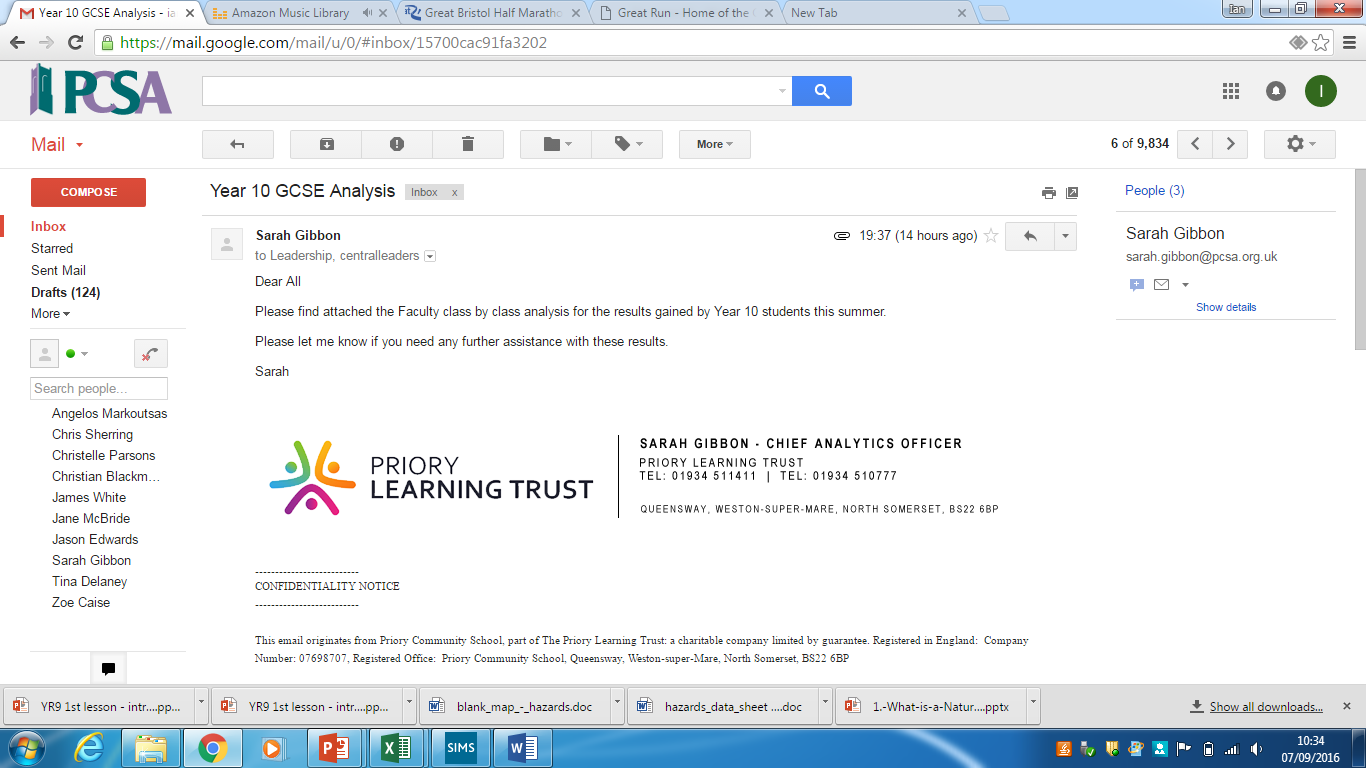 Year 10 GCSE Analysis - ia
Amazon Music Library
Great Bristol Half Maratho
Great Run - Home of the
New Tab
Ian
https://mail.google.com/mail/u/0/#inbox/15700cac91fa3202
PCSA
I
Mail
More
6 of 9,834
COMPOSE
Inbox
Starred
Sent Mail
Drafts (124)
More
Search people...
Angelos Markoutsas
Chris Sherring
Christelle Parsons
Christian Blackm...
James White
Jane McBride
Jason Edwards
Sarah Gibbon
Tina Delaney
Zoe Caise
Year 10 GCSE Analysis
Inbox x
Sarah Gibbon
19:37 (14 hours ago)
to Leadership, centralleaders
Dear All
Please find attached the Faculty class by class analysis for the results gained by Year 10 students this summer.
Please let me know if you need any further assistance with these results.
Sarah
PRIORY
LEARNING TRUST
SARAH GIBBON - CHIEF ANALYTICS OFFICER
PRIORY LEARNING TRUST
TEL: 01934 511411 | TEL: 01934 510777
QUEENSWAY, WESTON-SUPER-MARE, NORTH SOMERSET, BS22 6BP
--------------------------
CONFIDENTIALITY NOTICE
--------------------------
This email originates from Priory Community School, part of The Priory Learning Trust: a charitable company limited by guarantee. Registered in England: Company
Number: 07698707, Registered Office: Priory Community School, Queensway, Weston-super-Mare, North Somerset, BS22 6BP
People (3)
Sarah Gibbon
sarah.gibbon@pcsa.org.uk
Show details
YR9 1st lesson - intr....pp...
YR9 1st lesson - intr....pp...
blank_map_-_hazards.doc
hazards_data_sheet ....doc
1.-What-is-a-Natur....pptx
Show all downloads...
SIMS
10:34
07/09/2016